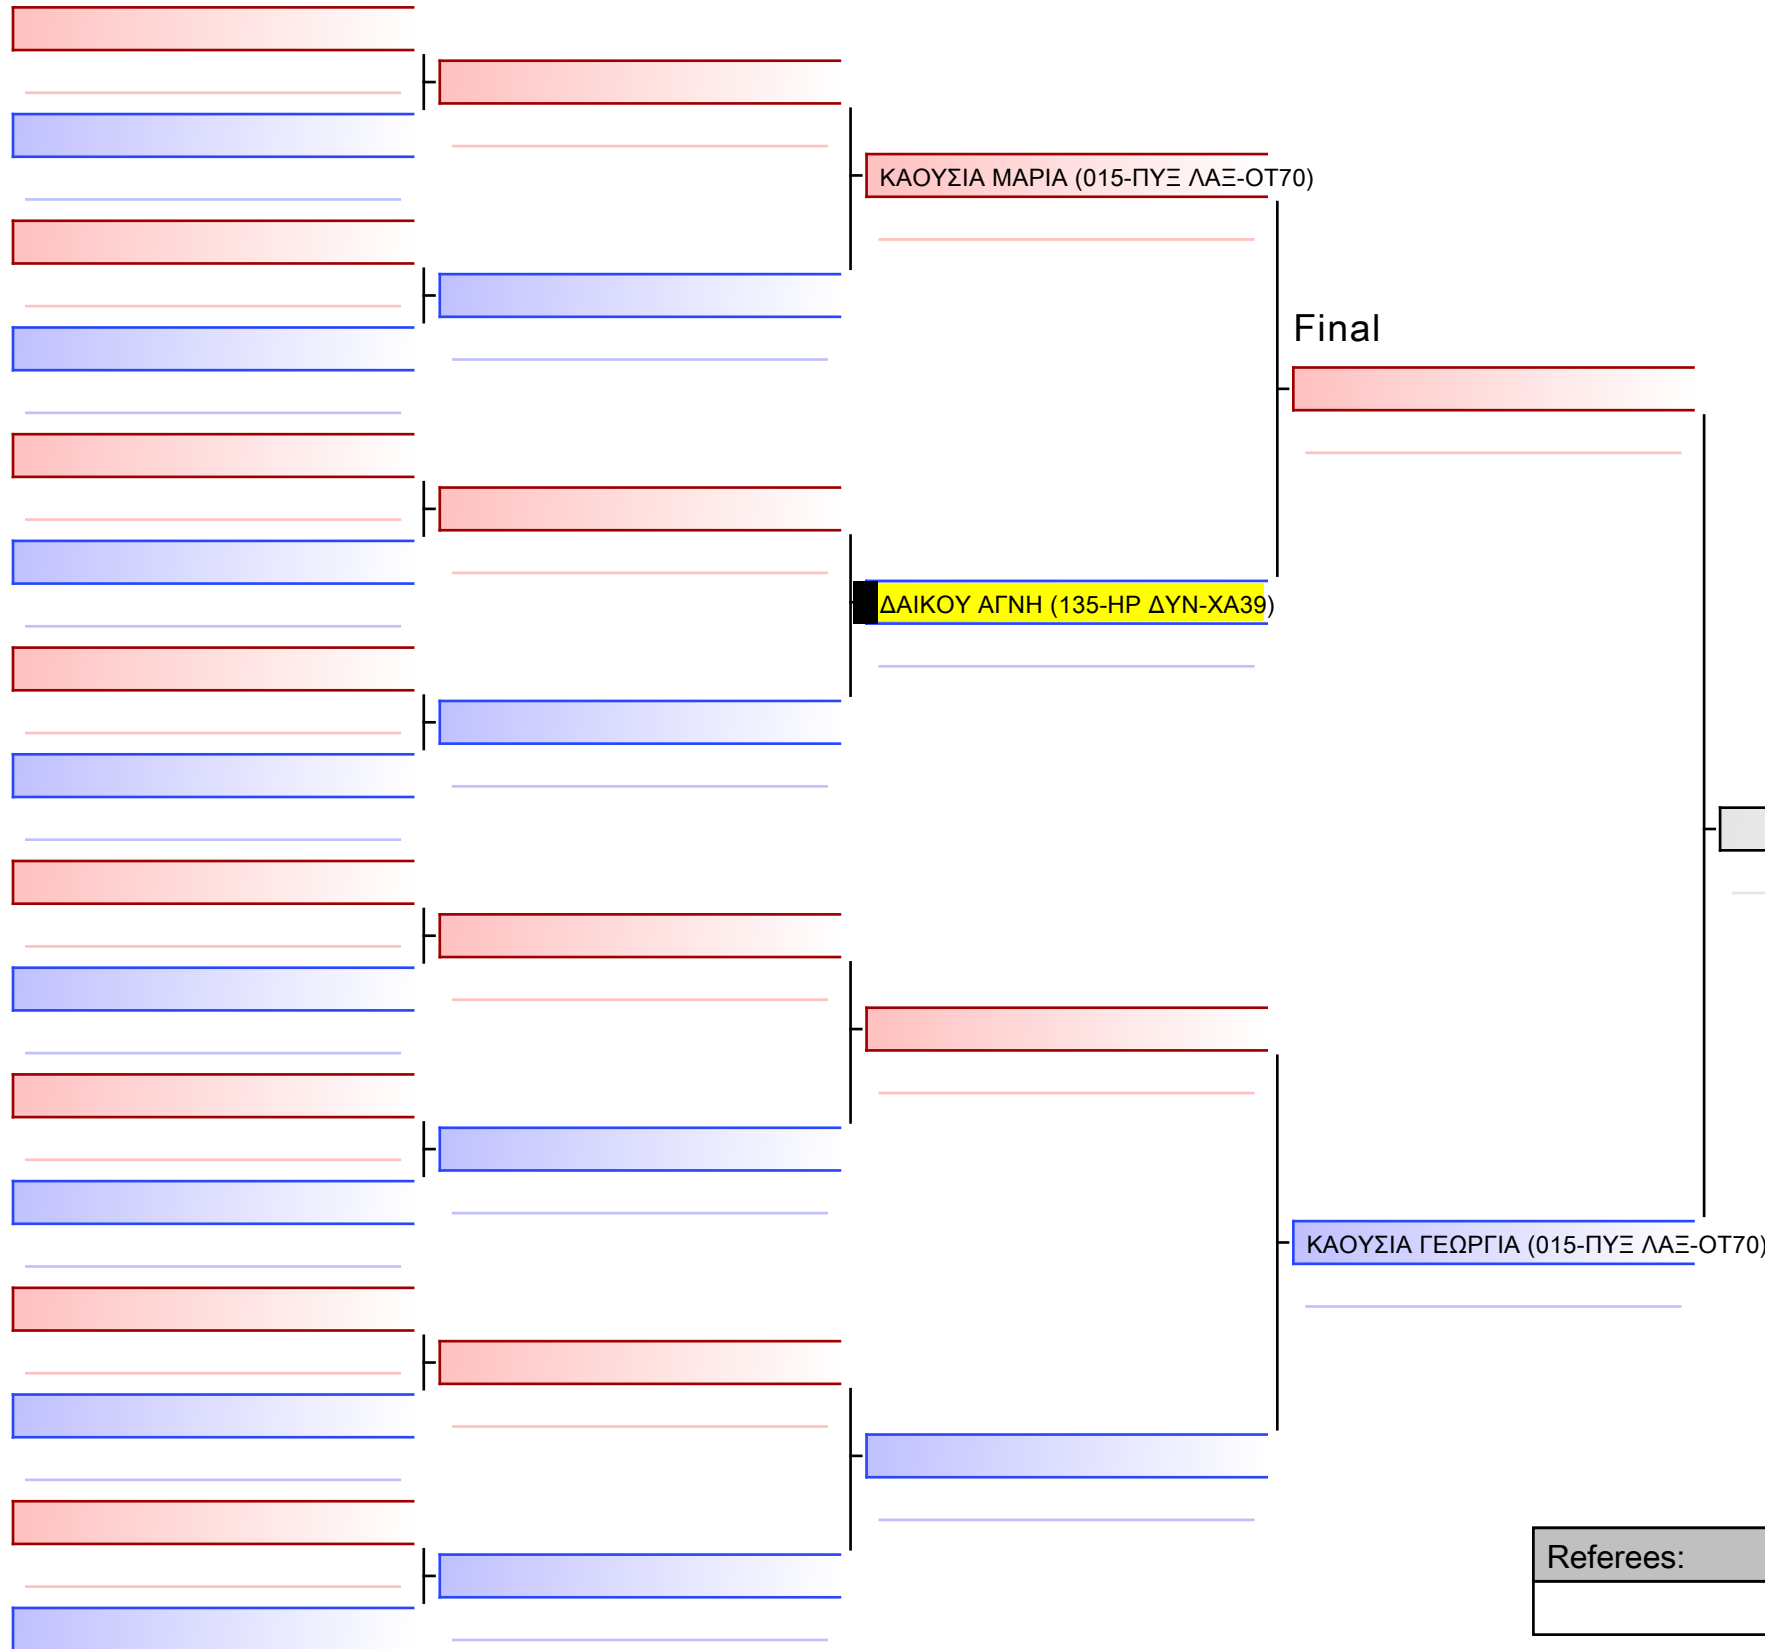 ΚΑΟΥΣΙΑ ΜΑΡΙΑ (015-ΠΥΞ ΛΑΞ-ΟΤ70)
Final
ΔΑΙΚΟΥ ΑΓΝΗ (135-ΗΡ ΔΥΝ-ΧΑ39)
ΚΑΟΥΣΙΑ ΓΕΩΡΓΙΑ (015-ΠΥΞ ΛΑΞ-ΟΤ70)
Referees: